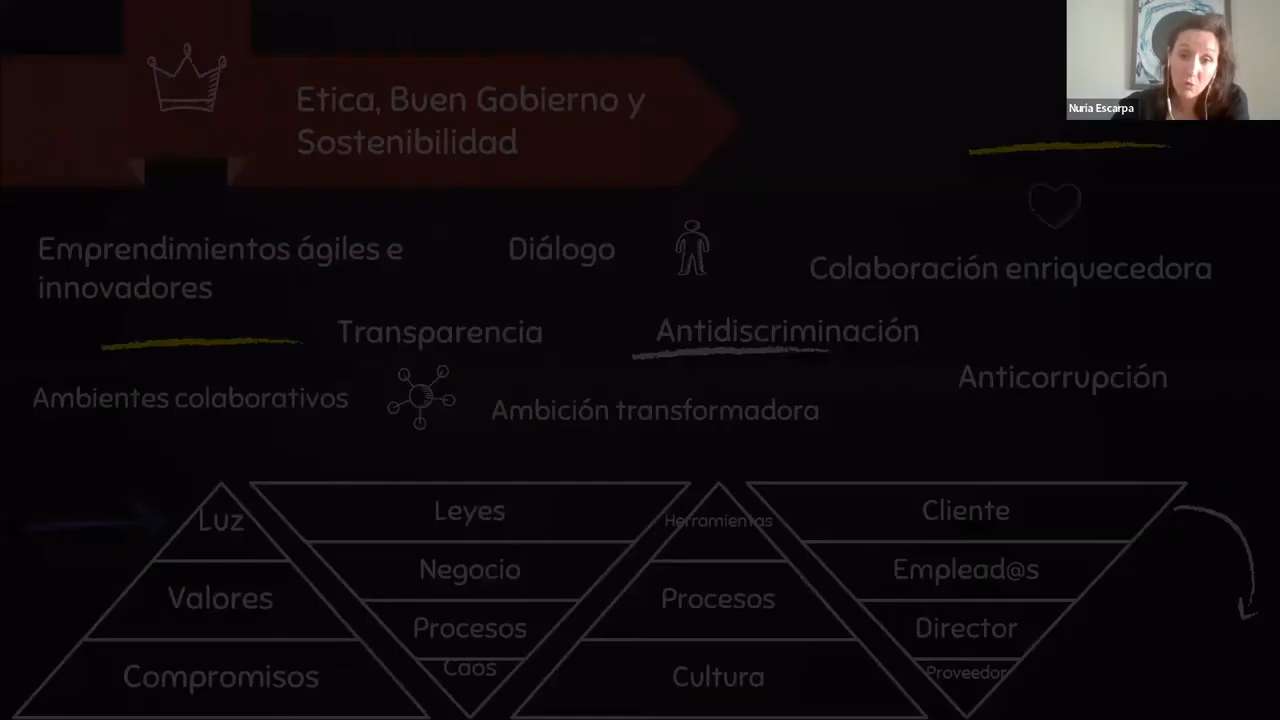 Nuria Escarpa
Etica, Buen Gobierno y
Sostenibilidad
Emprendimientos ágiles e
innovadores
Diálogo
Colaboración enriquecedora
Transparencia
Antidiscriminación
Anticorrupción
Ambientes colaborativos
Ambición transformadora
Luz
Valores
Compromisos
Leyes
Negocio
Procesos
Caos
Herramientas
Procesos
Cultura
Cliente
Emplead@s
Director
Proveedor